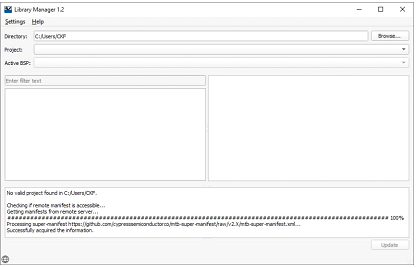 Library Manager 1.2
Settings Help
Directory: C:/Users/CKF Browse...
Project:
Active BSP:
Enter filter text
No valid project found in C:/Users/CKF.
Checking if remote manifest is accessible...
Getting manifests from remote server...
################################################################################ 100%
Processing super-manifest https://github.com/cypresssemiconductorco/mtb-super-manifest/raw/v2.X/mtb-super-manifest.xml...
Successfully acquired the information.
Update